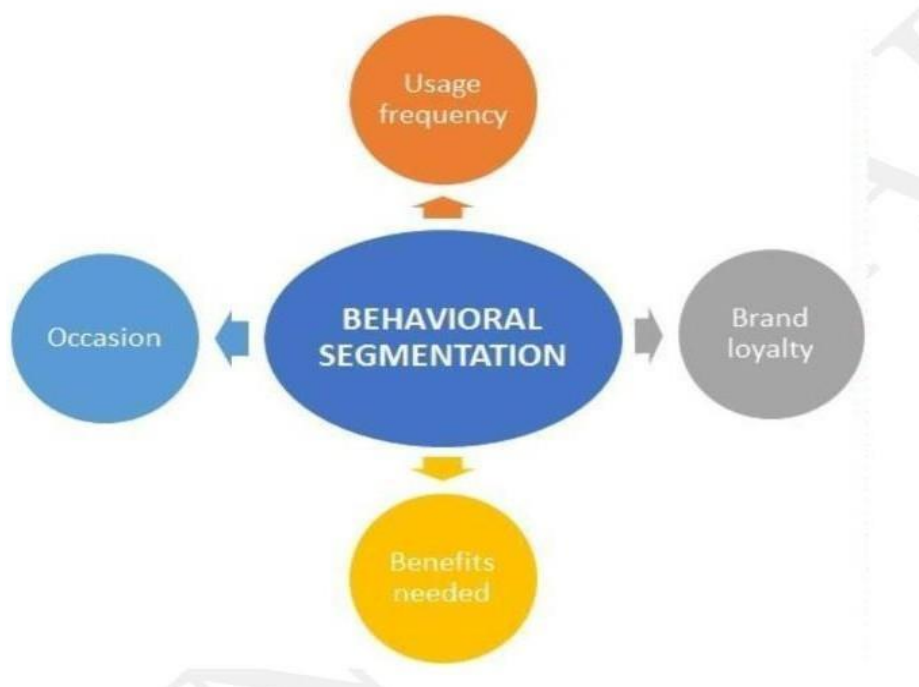 Usage
frequency
Occasion
BEHAVIORAL
SEGMENTATION
Brand
loyalty
Benefits
needed